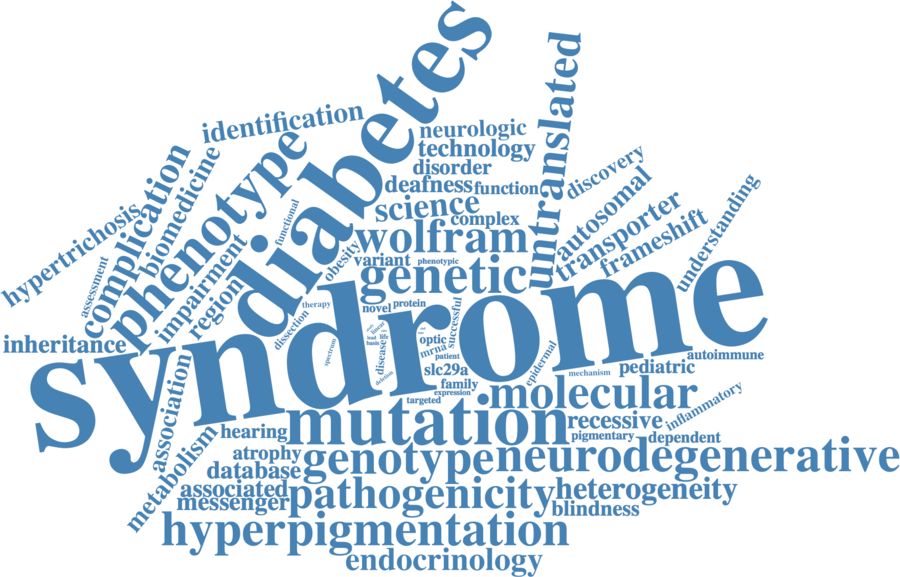 diabetes
untranslated
identification
neurologic
technology
disorder
deafness
function
discovery
phenotype
complication
biomedicine
hypertrichosis
functional
science
complex
autosomal
transporter
frameshift
understanding
wolfram
obesity
variant
phenotypic
genetic
impairment
region
assessment
inheritance
syndrome
therapy
dissection
novel
protein
successful
optic
mrna
patient
disease
life
spectrum
deletion
slc29a
family
expression
targeted
epidermal
mechanism
pediatric
autoimmune
association
metabolism
molecular
inflammatory
hearing
mutation
recessive
pigmentary
dependent
atrophy
database
genotype
neurodegenerative
associated
messenger
pathogenicity
heterogeneity
blindness
hyperpigmentation
endocrinology